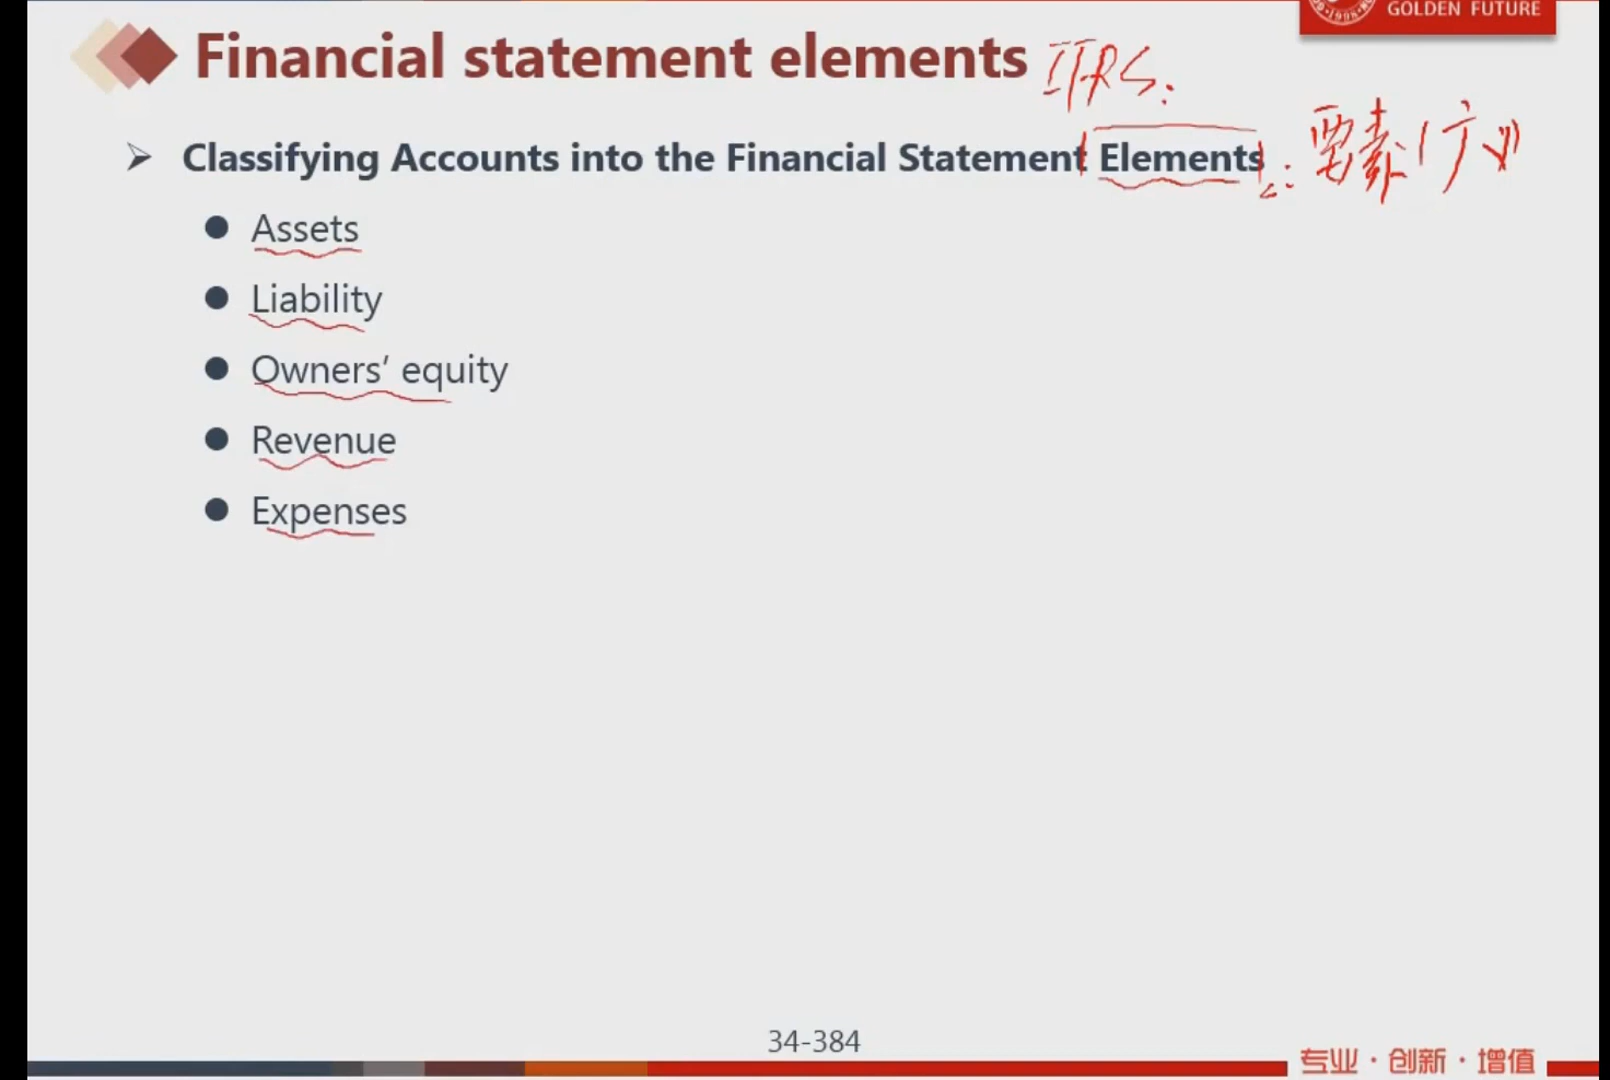 GOLDEN FUTURE
Financial statement elements IFRS:
Classifying Accounts into the Financial Statement Elements : 要素(广义)
Assets
Liability
Owners’ equity
Revenue
Expenses
34-384
专业·创新·增值